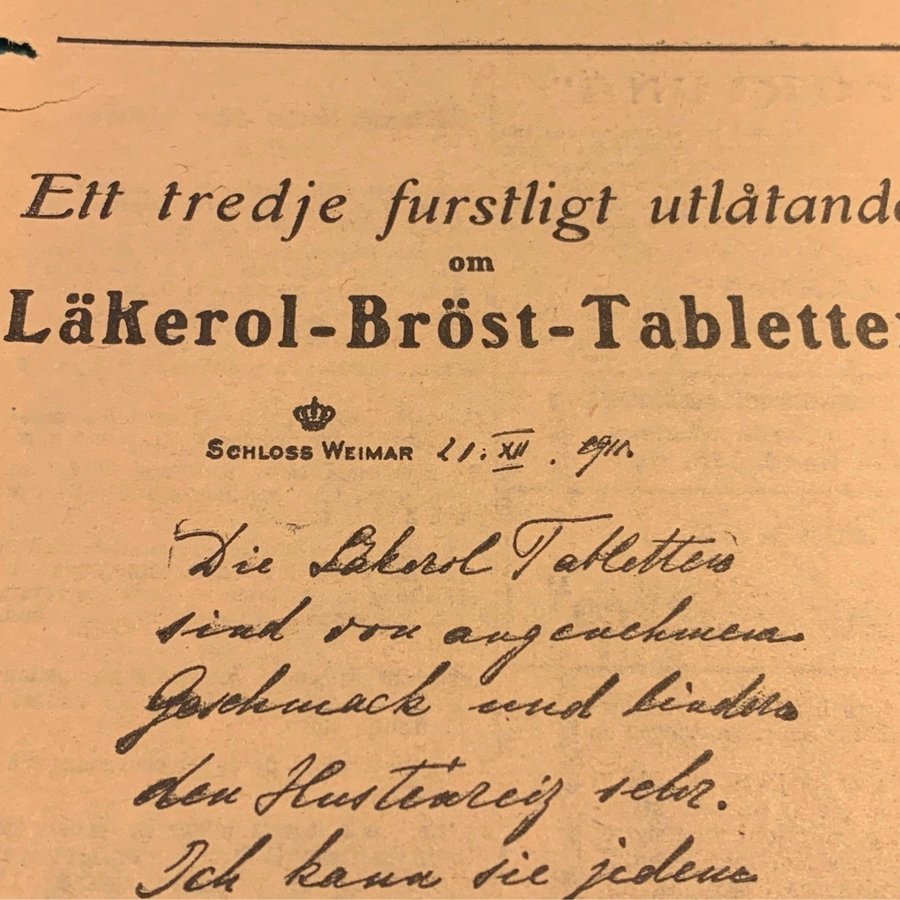 Ett tredje furstligt utlåtande
om
Läkerol-Bröst-Tabletter
SCHLOSS WEIMAR 21. XII. 1911.
Die Läkerol Tabletten
sind von angenehmem
Geschmack und lindern
den Hustenreiz sehr.
Ich kann sie jedem